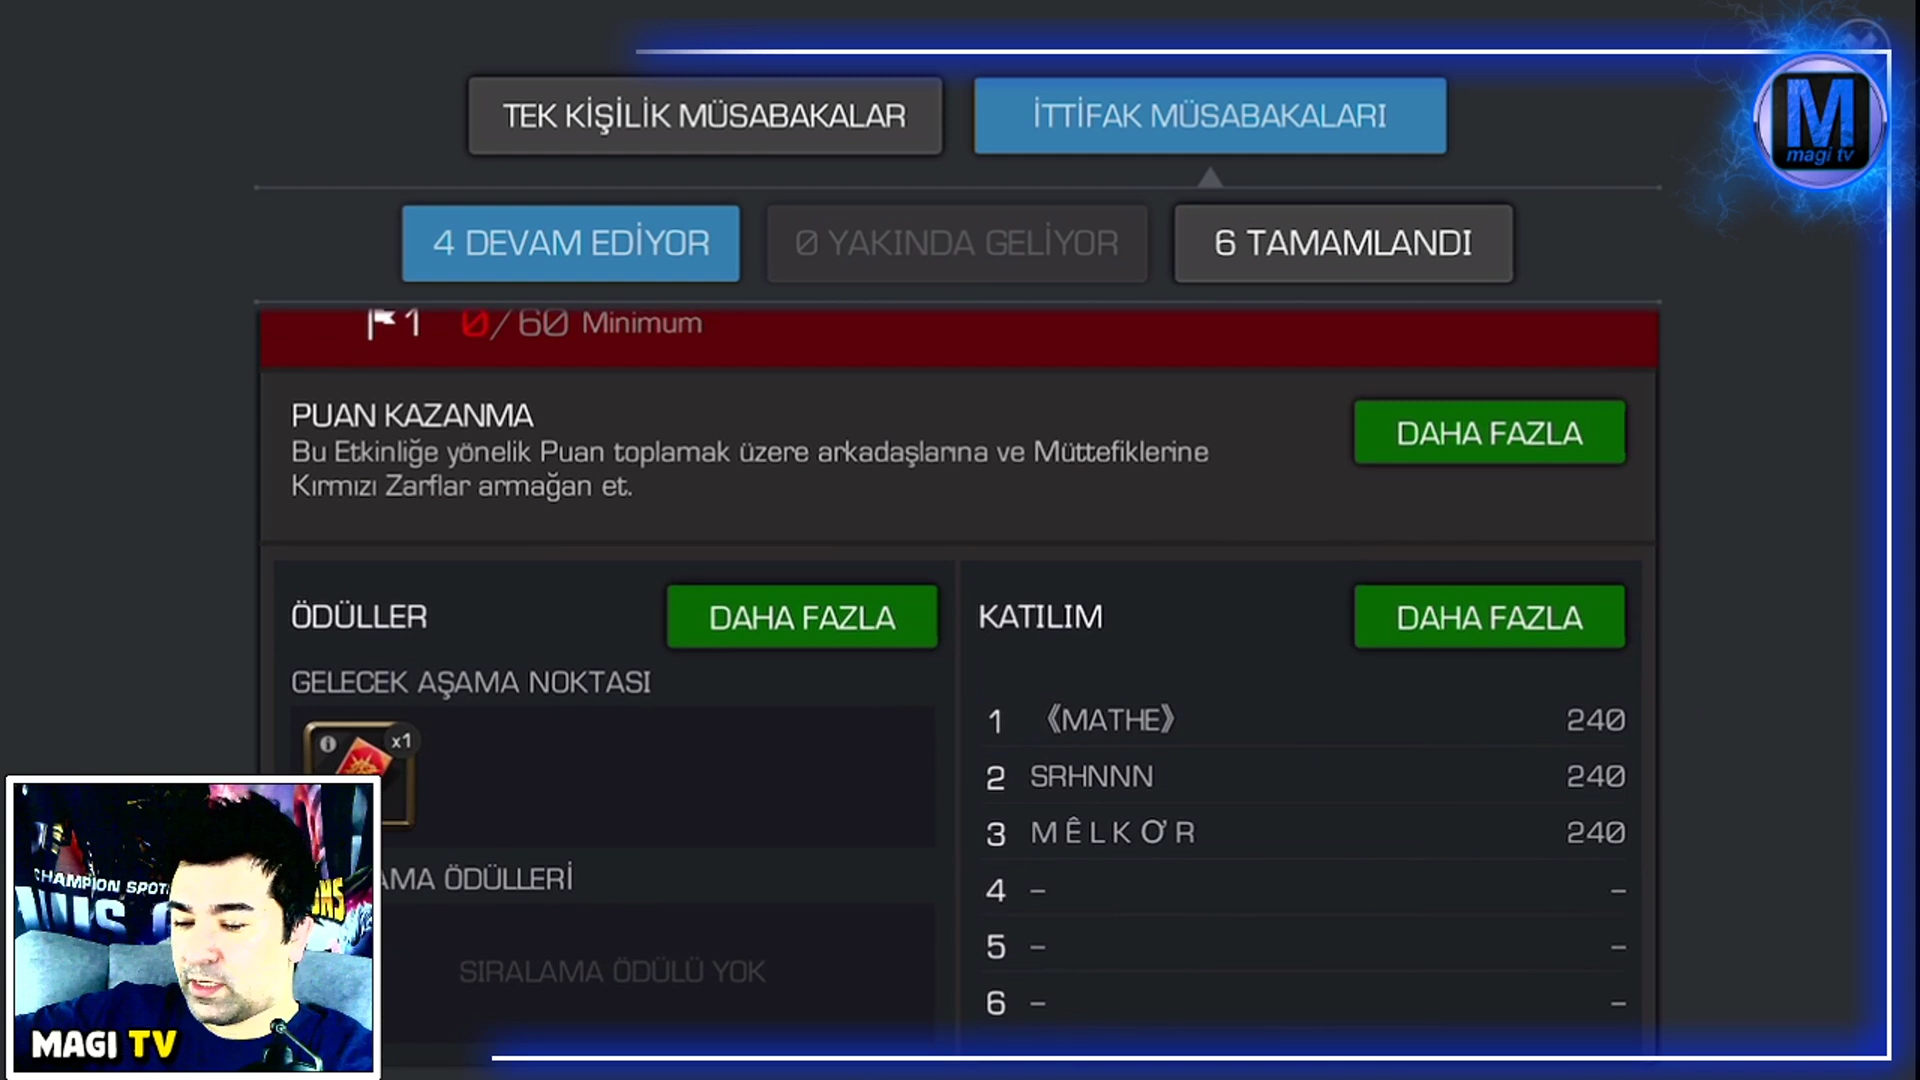 TEK KİŞİLİK MÜSABAKALAR
İTTİFAK MÜSABAKALARI
M
magi tv
4 DEVAM EDİYOR
0 YAKINDA GELİYOR
6 TAMAMLANDI
1 0/60 Minimum
PUAN KAZANMA
DAHA FAZLA
Bu Etkinliğe yönelik Puan toplamak üzere arkadaşlarına ve Müttefiklerine
Kırmızı Zarflar armağan et.
ÖDÜLLER
DAHA FAZLA
GELECEK AŞAMA NOKTASI
x1
AMA ÖDÜLLERİ
SIRALAMA ÖDÜLÜ YOK
KATILIM
DAHA FAZLA
1 《MATHE》 240
2 SRHNNN 240
3 M Ê L K Ơ R 240
4 – –
5 – –
6 – –
CHAMPION SPOT
MAGI TV